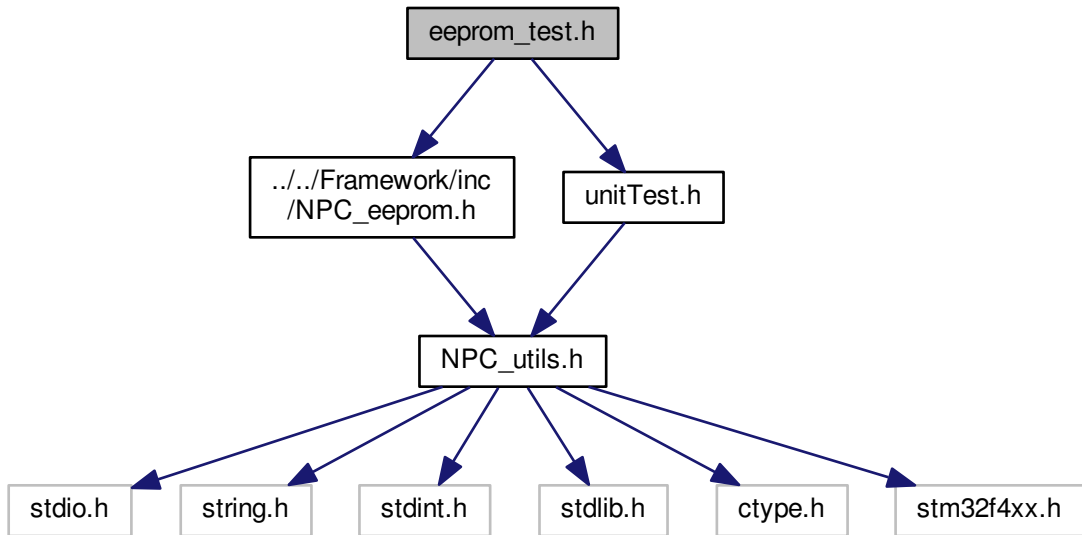 eeprom_test.h
../../Framework/inc
/NPC_eeprom.h
unitTest.h
NPC_utils.h
stdio.h
string.h
stdint.h
stdlib.h
ctype.h
stm32f4xx.h